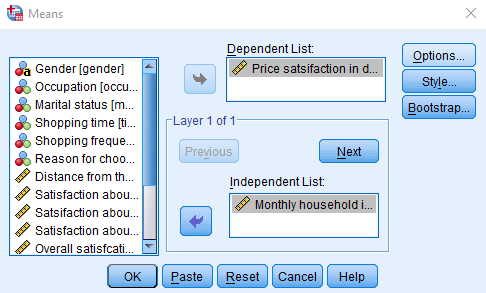 Means
Dependent List:
Price satsifaction in d...
Options...
Style...
Bootstrap...
Gender [gender]
Occupation [occu...
Marital status [m...
Shopping time [ti...
Shopping freque...
Reason for choo...
Distance from th...
Satisfaction abou...
Satsifaction abou...
Satisfaction abou...
Overall satisfcati...
Layer 1 of 1
Previous
Next
Independent List:
Monthly household i...
OK
Paste
Reset
Cancel
Help